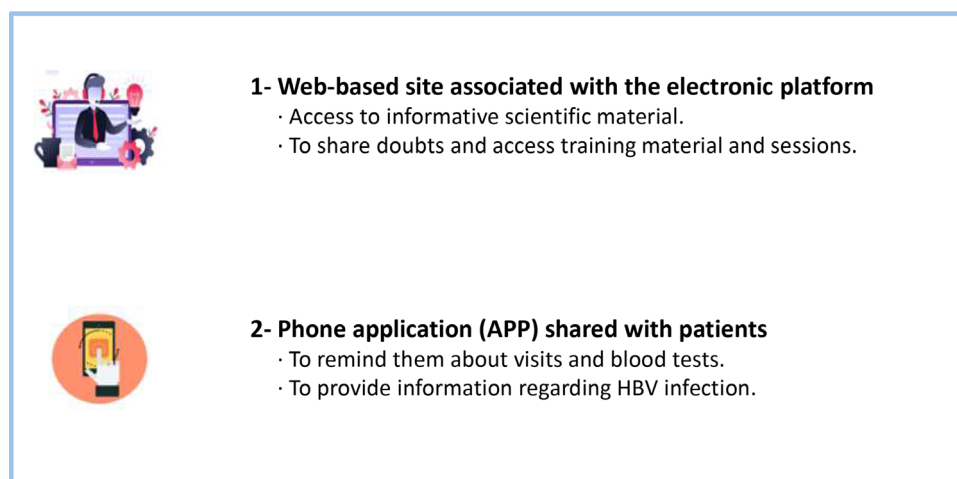 1- Web-based site associated with the electronic platform
· Access to informative scientific material.
· To share doubts and access training material and sessions.
2- Phone application (APP) shared with patients
· To remind them about visits and blood tests.
· To provide information regarding HBV infection.